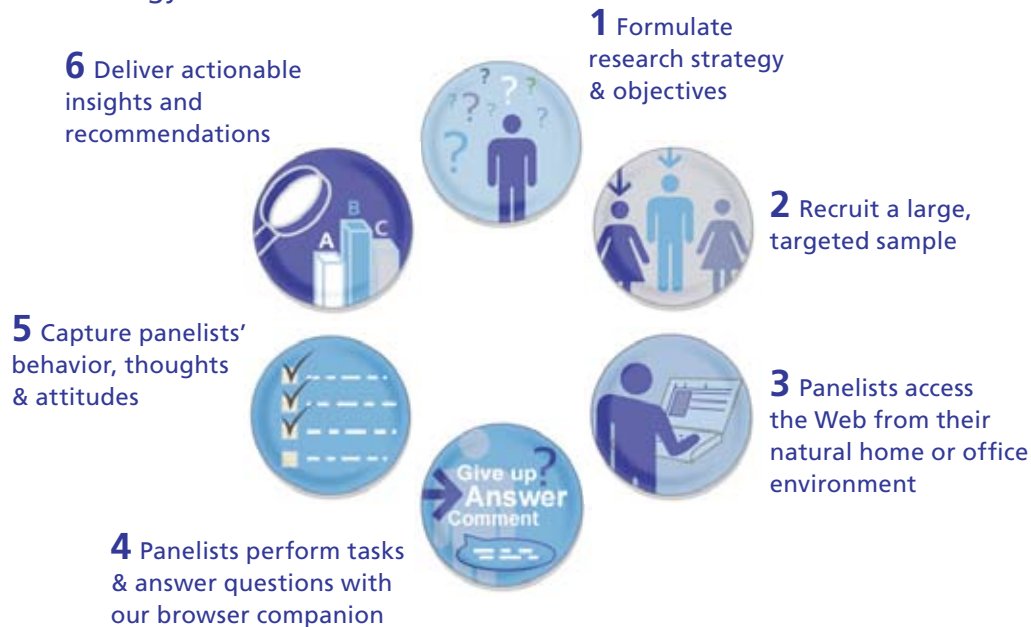 1 Formulate
research strategy
& objectives
2 Recruit a large,
targeted sample
3 Panelists access
the Web from their
natural home or office
environment
4 Panelists perform tasks
& answer questions with
our browser companion
5 Capture panelists'
behavior, thoughts
& attitudes
6 Deliver actionable
insights and
recommendations
? ? ? ? ? ? ? ?
A B C
Give up ?
Answer
Comment